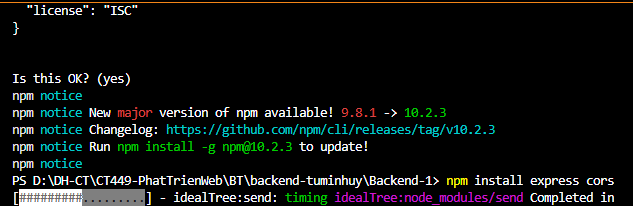 "license": "ISC"
}
Is this OK? (yes)
npm notice
npm notice New major version of npm available! 9.8.1 -> 10.2.3
npm notice Changelog: https://github.com/npm/cli/releases/tag/v10.2.3
npm notice Run npm install -g npm@10.2.3 to update!
npm notice
PS D:\DH-CT\CT449-PhatTrienWeb\BT\backend-tuminhuy\Backend-1> npm install express cors
[#########.........] - idealTree:send: timing idealTree:node_modules/send Completed in